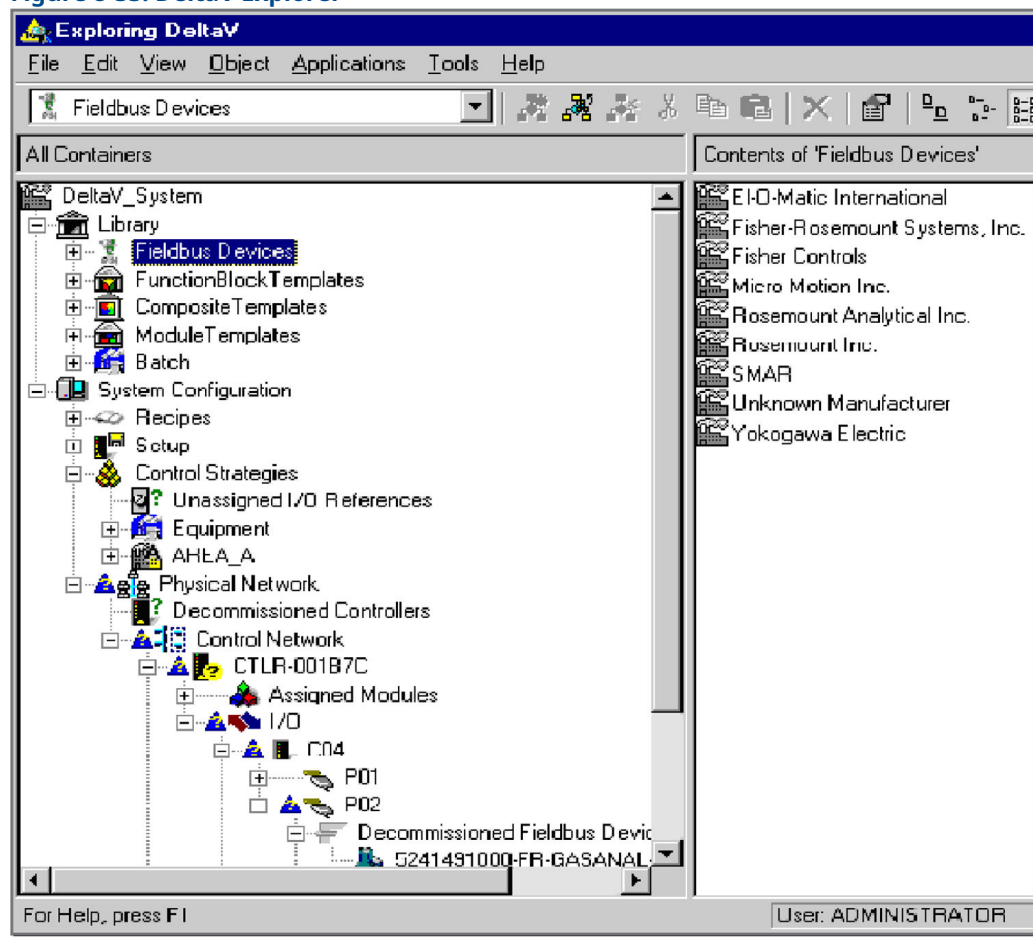 Exploring DeltaV
File Edit View Object Applications Tools Help
Fieldbus Devices
All Containers
Contents of 'Fieldbus Devices'
DeltaV_System
Library
Fieldbus Devices
FunctionBlockTemplates
CompositeTemplates
ModuleTemplates
Batch
System Configuration
Recipes
Setup
Control Strategies
Unassigned I/O References
Equipment
AREA_A
Physical Network
Decommissioned Controllers
Control Network
CTLR-001B7C
Assigned Modules
I/O
C04
P01
P02
Decommissioned Fieldbus Devic
5241491000-FR-GASANAL-
El-O-Matic International
Fisher-Rosemount Systems, Inc.
Fisher Controls
Micro Motion Inc.
Rosemount Analytical Inc.
Rosemount Inc.
SMAR
Unknown Manufacturer
Yokogawa Electric
For Help, press F1
User: ADMINISTRATOR